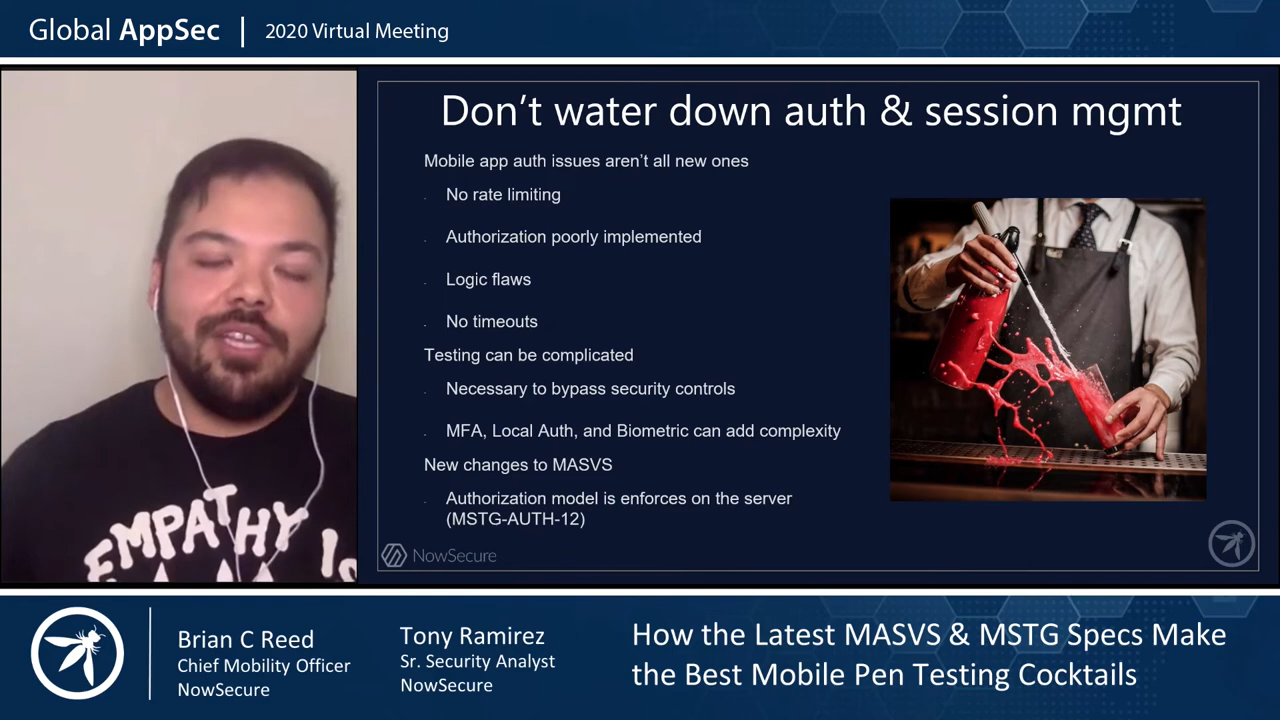 Global AppSec | 2020 Virtual Meeting
Don't water down auth & session mgmt
Mobile app auth issues aren't all new ones
No rate limiting
Authorization poorly implemented
Logic flaws
No timeouts
Testing can be complicated
Necessary to bypass security controls
MFA, Local Auth, and Biometric can add complexity
New changes to MASVS
Authorization model is enforces on the server
(MSTG-AUTH-12)
NowSecure
EMPATHY IS
Brian C Reed
Chief Mobility Officer
NowSecure
Tony Ramirez
Sr. Security Analyst
NowSecure
How the Latest MASVS & MSTG Specs Make
the Best Mobile Pen Testing Cocktails